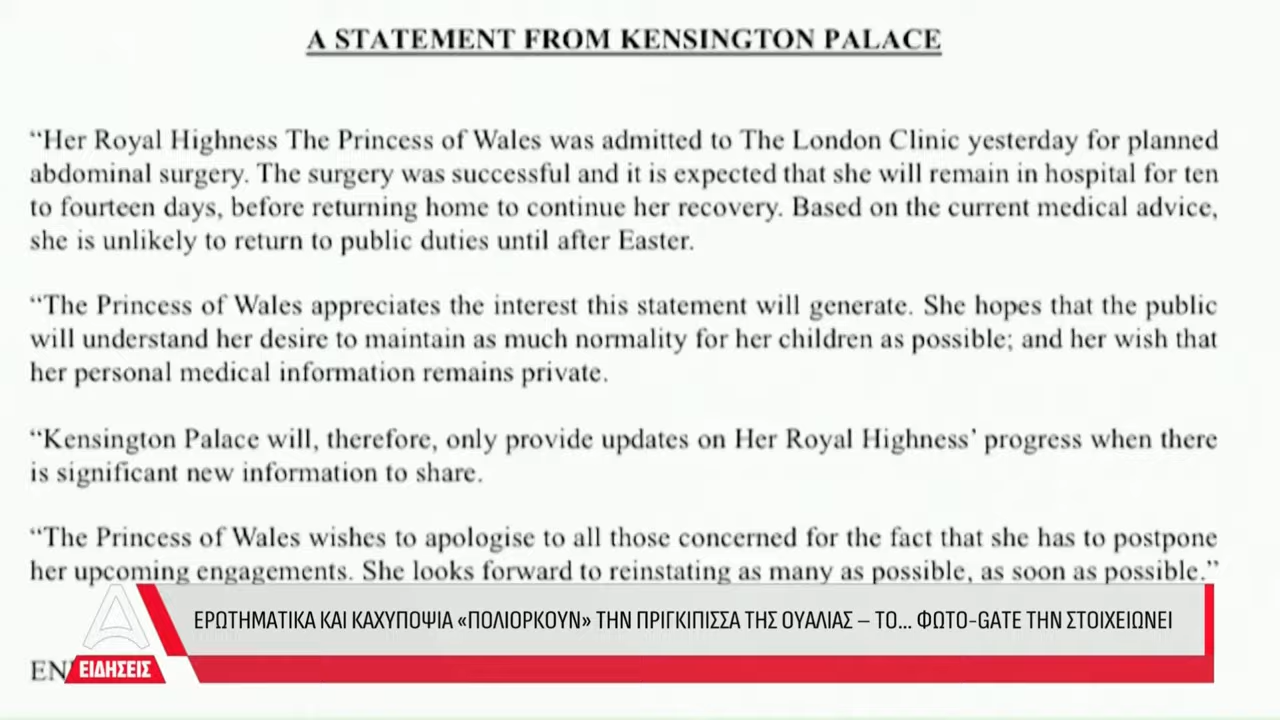 A STATEMENT FROM KENSINGTON PALACE
“Her Royal Highness The Princess of Wales was admitted to The London Clinic yesterday for planned
abdominal surgery. The surgery was successful and it is expected that she will remain in hospital for ten
to fourteen days, before returning home to continue her recovery. Based on the current medical advice,
she is unlikely to return to public duties until after Easter.
“The Princess of Wales appreciates the interest this statement will generate. She hopes that the public
will understand her desire to maintain as much normality for her children as possible; and her wish that
her personal medical information remains private.
“Kensington Palace will, therefore, only provide updates on Her Royal Highness’ progress when there
is significant new information to share.
“The Princess of Wales wishes to apologise to all those concerned for the fact that she has to postpone
her upcoming engagements. She looks forward to reinstating as many as possible, as soon as possible.”
ΕΡΩΤΗΜΑΤΙΚΑ ΚΑΙ ΚΑΧΥΠΟΨΙΑ «ΠΟΛΙΟΡΚΟΥΝ» ΤΗΝ ΠΡΙΓΚΙΠΙΣΣΑ ΤΗΣ ΟΥΑΛΙΑΣ – ΤΟ... ΦΩΤΟ-GATE ΤΗΝ ΣΤΟΙΧΕΙΩΝΕΙ
ΕΙΔΗΣΕΙΣ